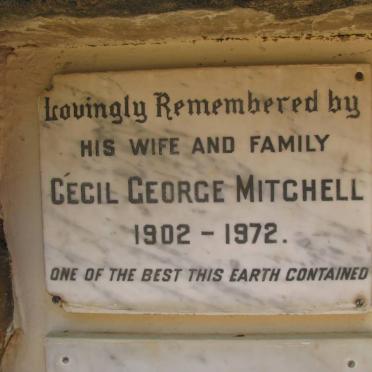 Lovingly Remembered by
HIS WIFE AND FAMILY
CECIL GEORGE MITCHELL
1902 - 1972.
ONE OF THE BEST THIS EARTH CONTAINED